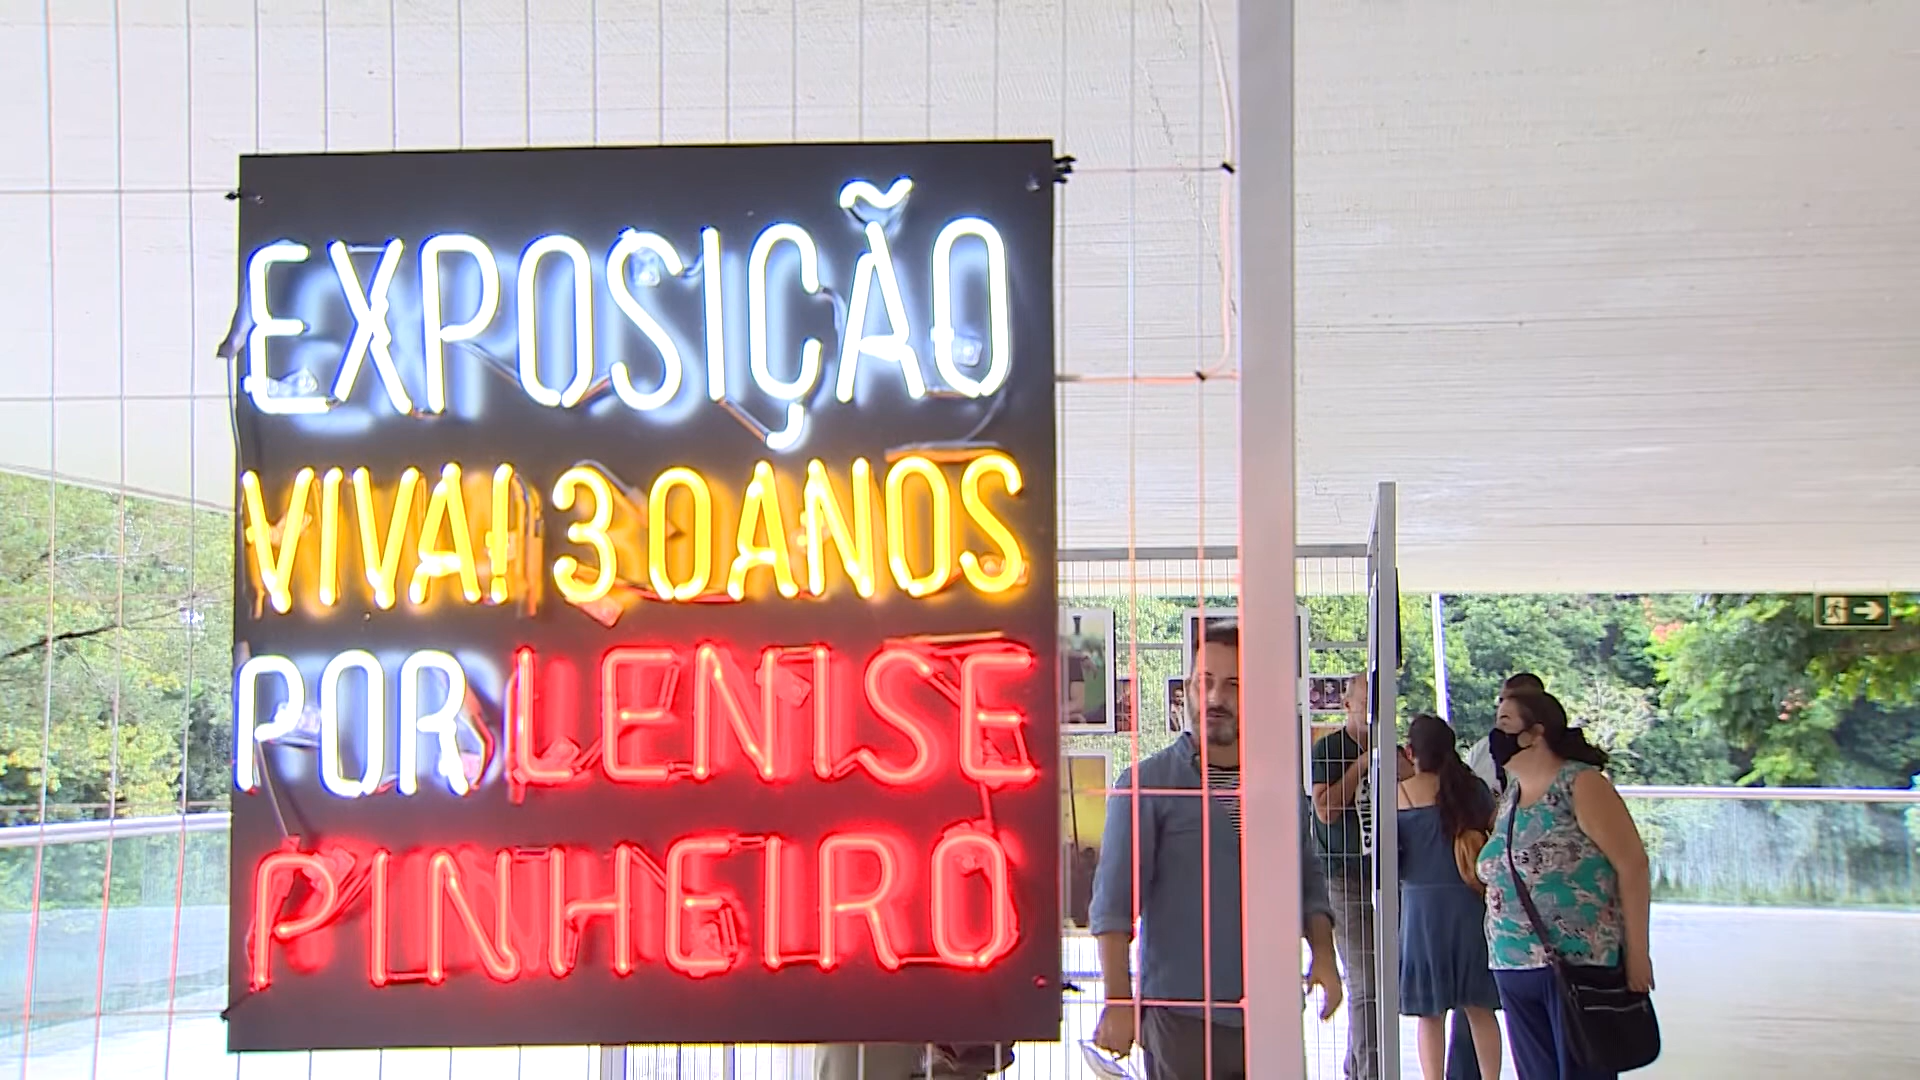 EXPOSIÇÃO
VIVA! 30 ANOS
POR LENISE
PINHEIRO